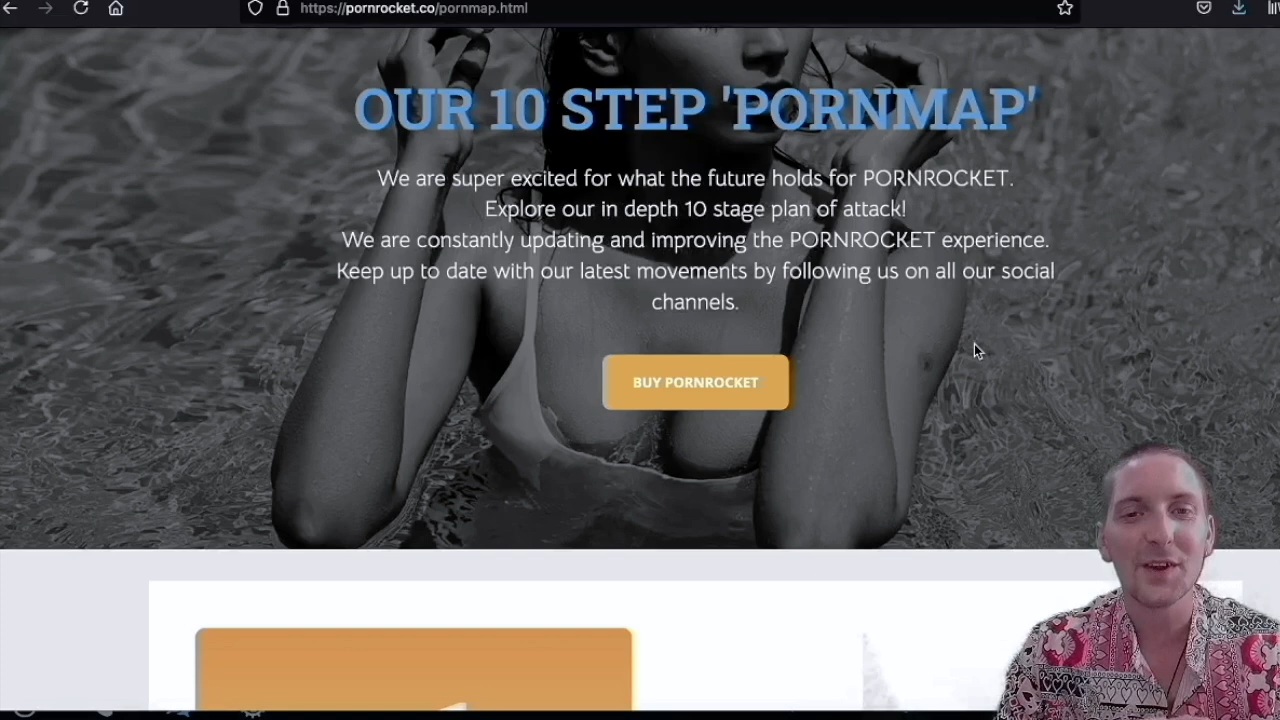 https://pornrocket.co/pornmap.html
OUR 10 STEP 'PORNMAP'
We are super excited for what the future holds for PORNROCKET.
Explore our in depth 10 stage plan of attack!
We are constantly updating and improving the PORNROCKET experience.
Keep up to date with our latest movements by following us on all our social
channels.
BUY PORNROCKET